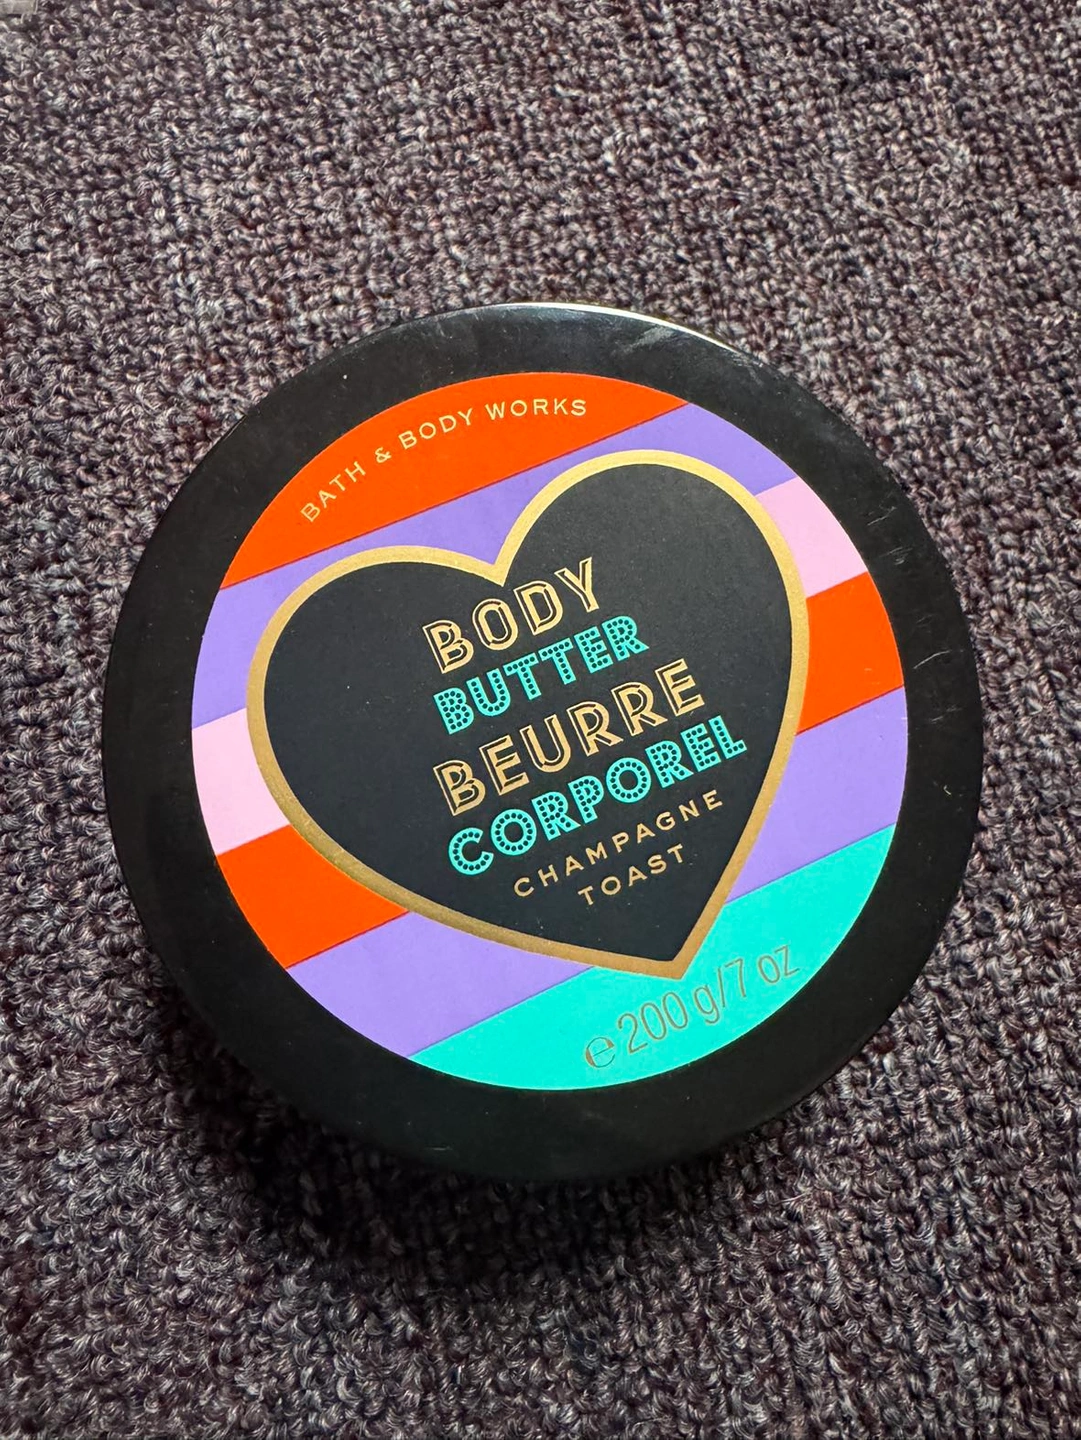 BATH & BODY WORKS
BODY
BUTTER
BEURRE
CORPOREL
CHAMPAGNE
TOAST
℮ 200 g/7 oz